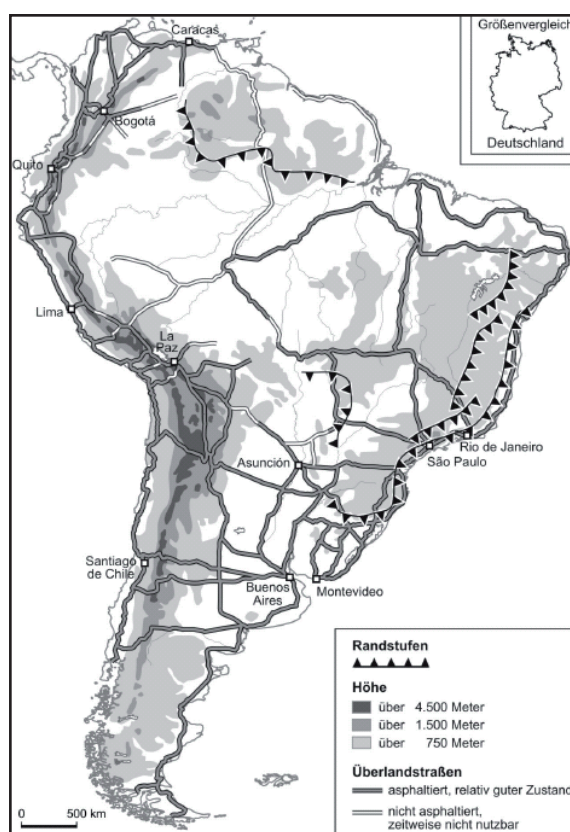 Größenvergleich
Deutschland
Caracas
Bogotá
Quito
Lima
La
Paz
Asunción
Rio de Janeiro
São Paulo
Santiago
de Chile
Buenos
Aires
Montevideo
Randstufen
Höhe
über 4.500 Meter
über 1.500 Meter
über 750 Meter
Überlandstraßen
asphaltiert, relativ guter Zustand
nicht asphaltiert,
zeitweise nicht nutzbar
0 500 km